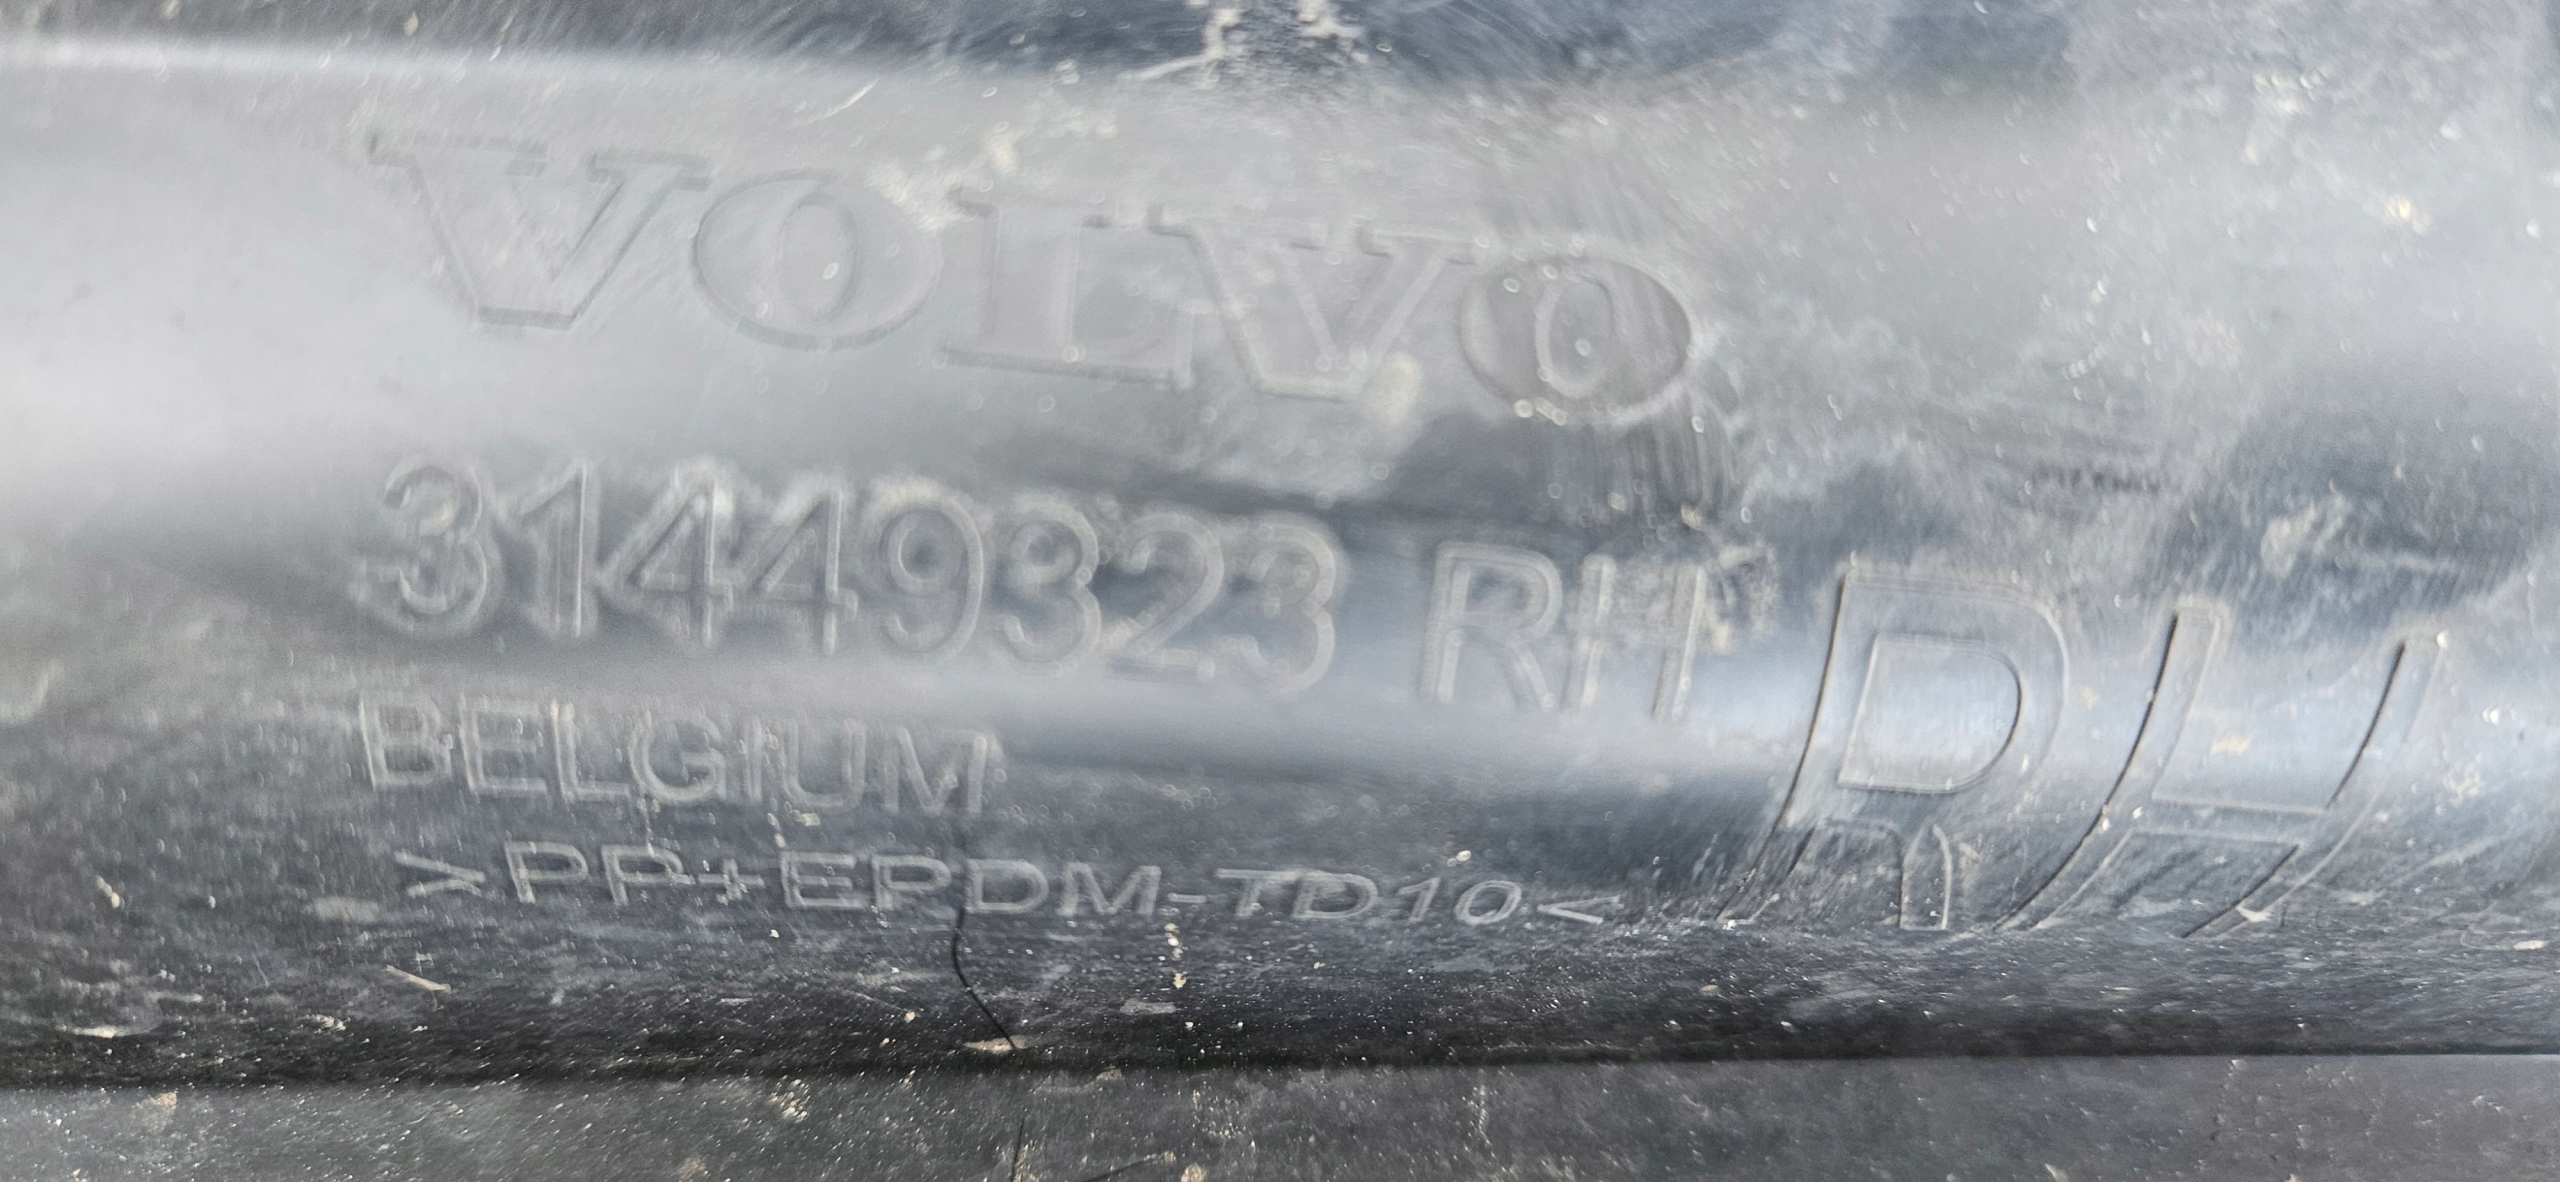 VOLVO
31449323 RH
RH
BELGIUM
>PP+EPDM-TD10<